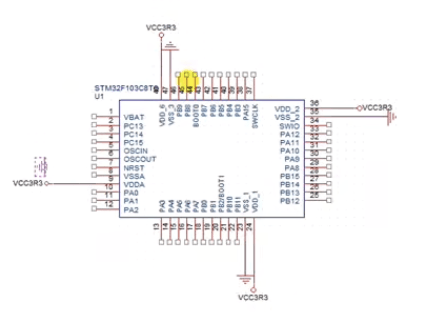 VCC3R3
STM32F103C8T6
U1
48
47
46
45
44
43
42
41
40
39
38
37
VDD_6
VSS_3
PB9
PB8
BOOT0
PB7
PB6
PB5
PB4
PB3
PA15
SWCLK
1 VBAT
2 PC13
3 PC14
4 PC15
5 OSCIN
6 OSCOUT
7 NRST
8 VSSA
9 VDDA
10 PA0
11 PA1
12 PA2
VCC3R3
VDD_2 36
VSS_2 35
SWIO 34
PA12 33
PA11 32
PA10 31
PA9 30
PA8 29
PB15 28
PB14 27
PB13 26
PB12 25
VCC3R3
PA3
PA4
PA5
PA6
PA7
PB0
PB1
PB2/BOOT1
PB10
PB11
VSS_1
VDD_1
13
14
15
16
17
18
19
20
21
22
23
24
VCC3R3